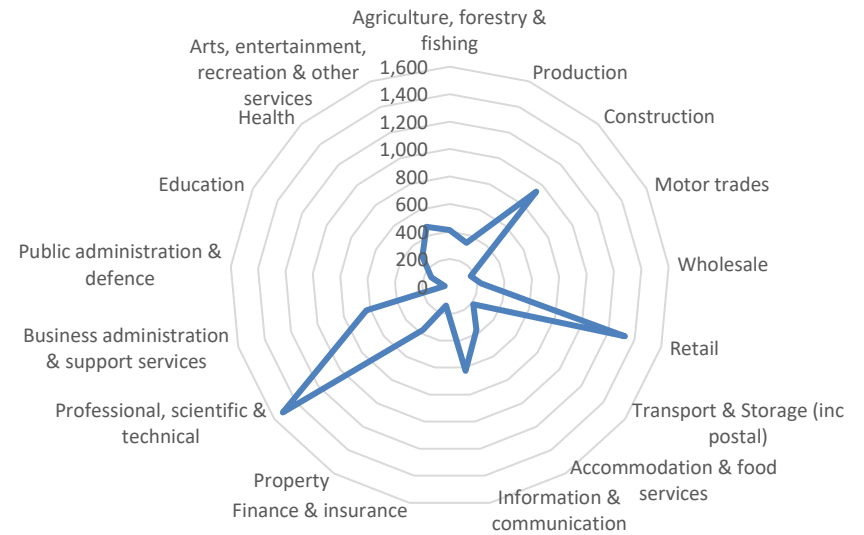 Agriculture, forestry &
fishing
Production
Construction
Motor trades
Wholesale
Retail
Transport & Storage (inc
postal)
Accommodation & food
services
Information &
communication
Finance & insurance
Property
Professional, scientific &
technical
Business administration
& support services
Public administration &
defence
Education
Health
Arts, entertainment,
recreation & other
services
1,600
1,400
1,200
1,000
800
600
400
200
0